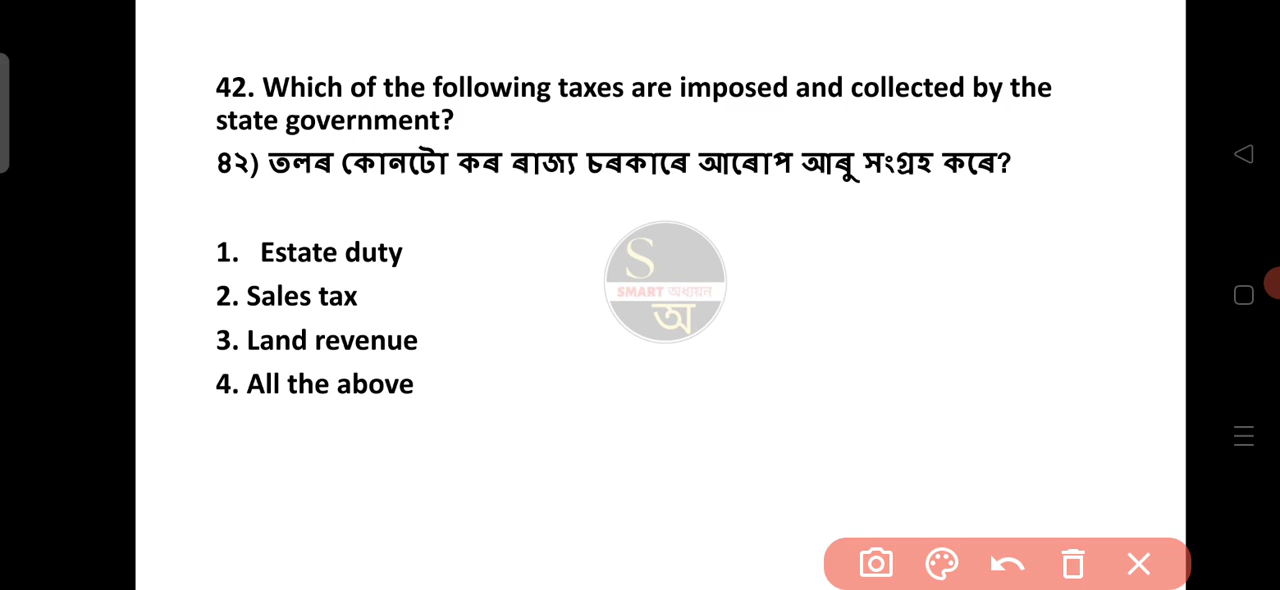 42. Which of the following taxes are imposed and collected by the
state government?
৪২) তলৰ কোনটো কৰ ৰাজ্য চৰকাৰে আৰোপ আৰু সংগ্ৰহ কৰে?
1. Estate duty
S
SMART অধ্যয়ন
অ
2. Sales tax
3. Land revenue
4. All the above